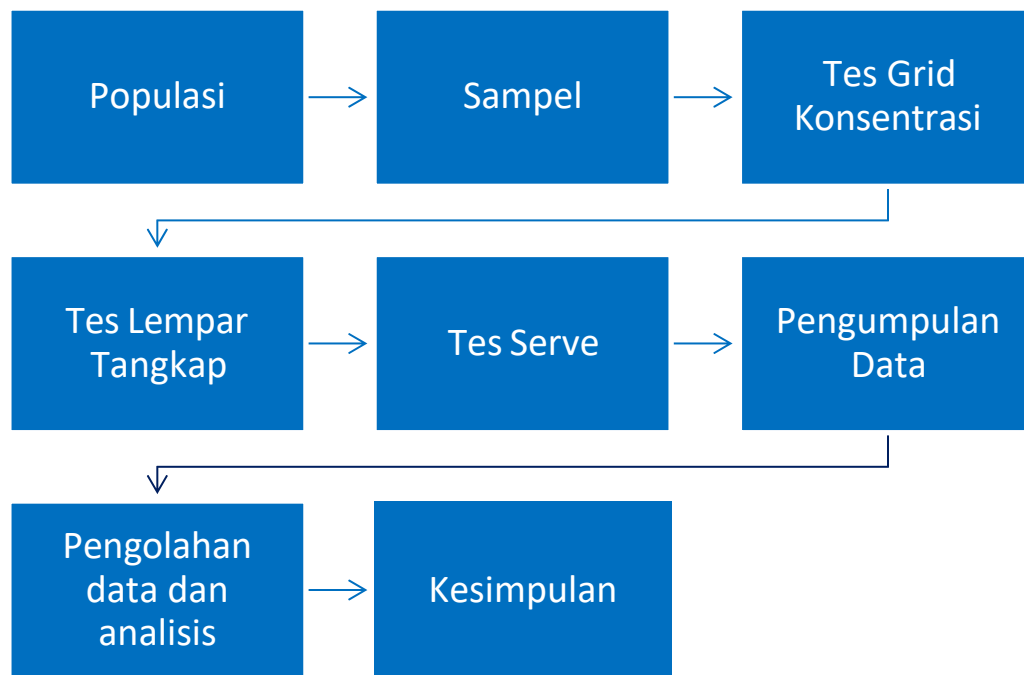 Populasi
Sampel
Tes Grid
Konsentrasi
Tes Lempar
Tangkap
Tes Serve
Pengumpulan
Data
Pengolahan
data dan
analisis
Kesimpulan